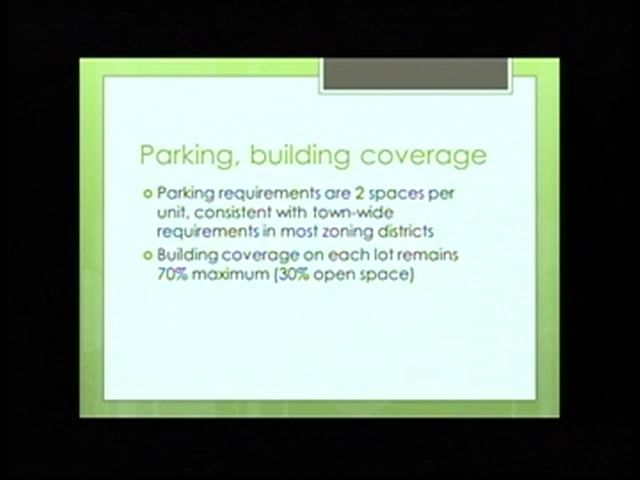 Parking, building coverage
Parking requirements are 2 spaces per
unit, consistent with town-wide
requirements in most zoning districts
Building coverage on each lot remains
70% maximum (30% open space)